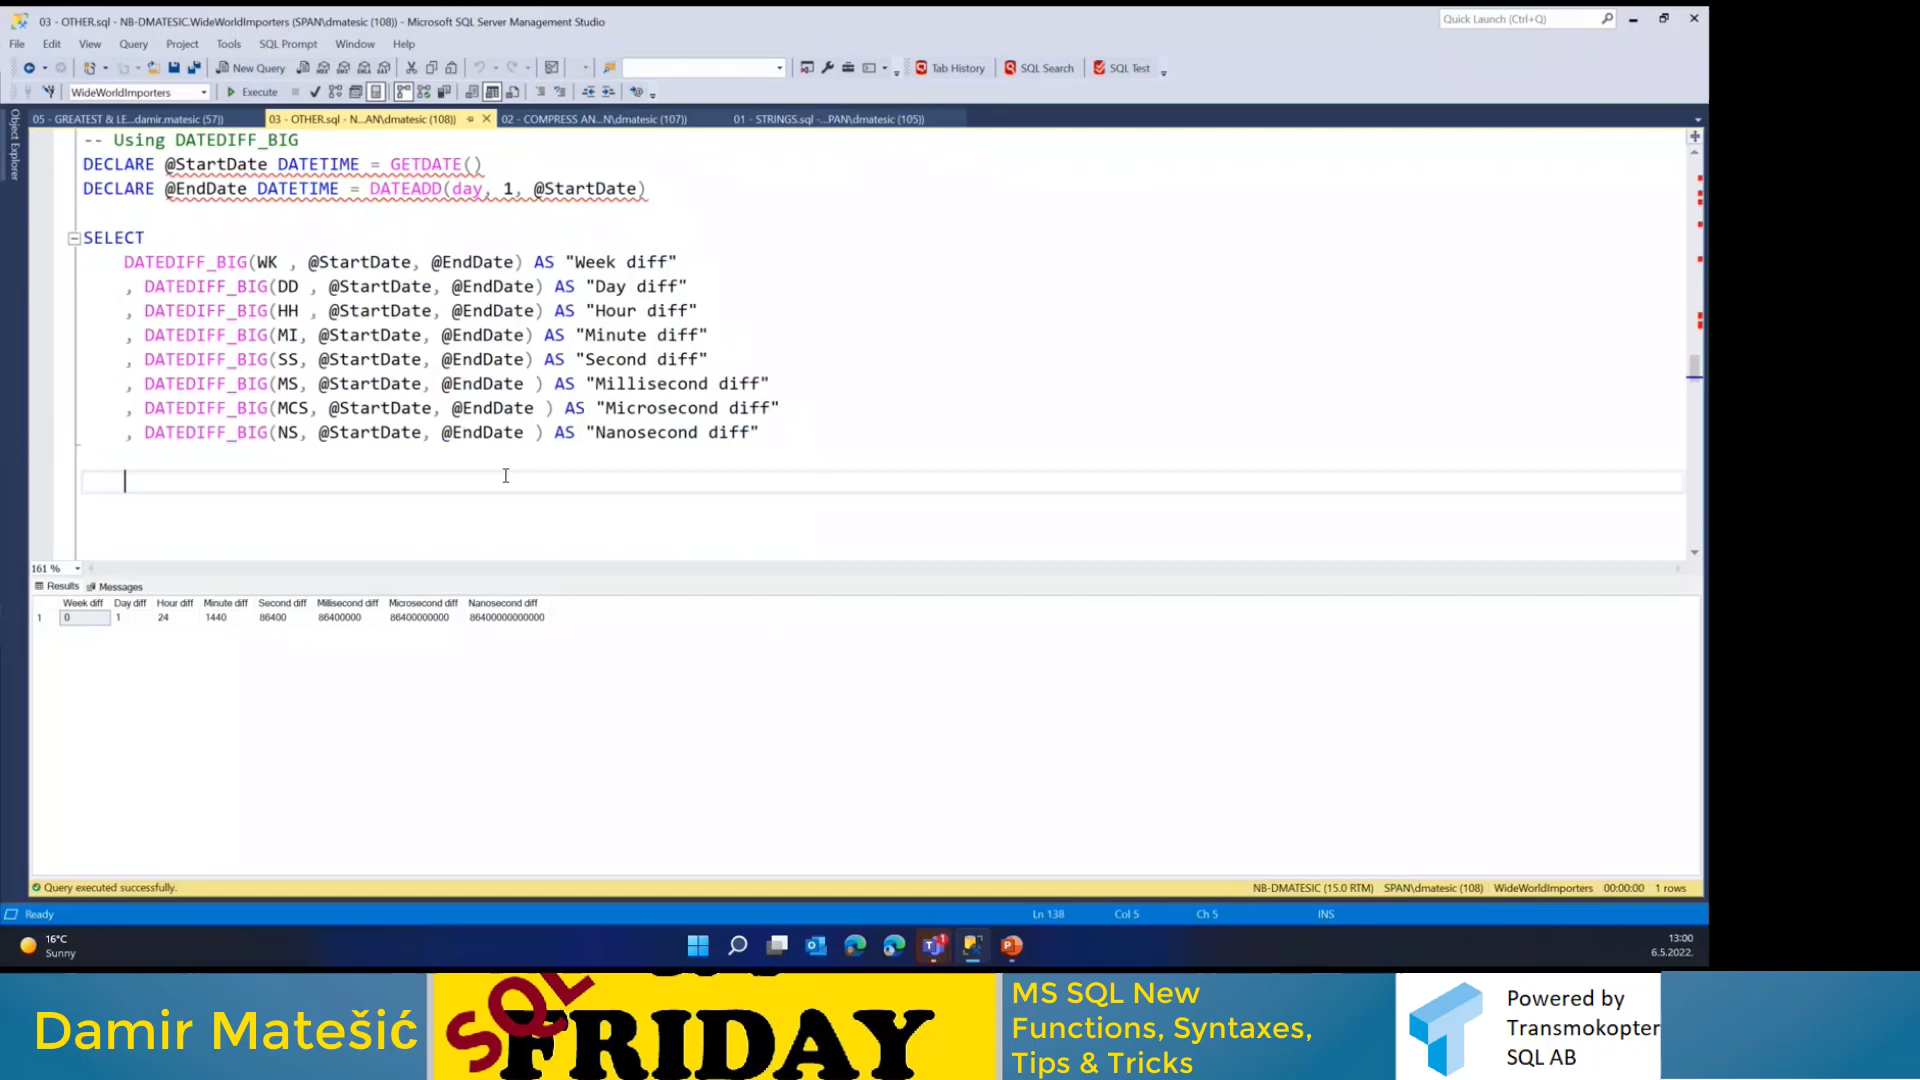 03 - OTHER.sql - NB-DMATESIC.WideWorldImporters (SPAN\dmatesic (108)) - Microsoft SQL Server Management Studio
Quick Launch (Ctrl+Q)
File Edit View Query Project Tools SQL Prompt Window Help
New Query Tab History SQL Search SQL Test
WideWorldImporters Execute
05 - GREATEST & LE...damir.matesic (57)) 03 - OTHER.sql - N...AN\dmatesic (108)) 02 - COMPRESS AN...N\dmatesic (107)) 01 - STRINGS.sql -...PAN\dmatesic (105))
Object Explorer
-- Using DATEDIFF_BIG
DECLARE @StartDate DATETIME = GETDATE()
DECLARE @EndDate DATETIME = DATEADD(day, 1, @StartDate)
SELECT
DATEDIFF_BIG(WK , @StartDate, @EndDate) AS "Week diff"
, DATEDIFF_BIG(DD , @StartDate, @EndDate) AS "Day diff"
, DATEDIFF_BIG(HH , @StartDate, @EndDate) AS "Hour diff"
, DATEDIFF_BIG(MI, @StartDate, @EndDate) AS "Minute diff"
, DATEDIFF_BIG(SS, @StartDate, @EndDate) AS "Second diff"
, DATEDIFF_BIG(MS, @StartDate, @EndDate ) AS "Millisecond diff"
, DATEDIFF_BIG(MCS, @StartDate, @EndDate ) AS "Microsecond diff"
, DATEDIFF_BIG(NS, @StartDate, @EndDate ) AS "Nanosecond diff"
161 %
Results Messages
Week diff Day diff Hour diff Minute diff Second diff Millisecond diff Microsecond diff Nanosecond diff
1 0 1 24 1440 86400 86400000 86400000000 86400000000000
Query executed successfully. NB-DMATESIC (15.0 RTM) SPAN\dmatesic (108) WideWorldImporters 00:00:00 1 rows
Ready Ln 138 Col 5 Ch 5 INS
16°C
Sunny
13:00
6.5.2022.
Damir Matešić
SQL
FRIDAY
MS SQL New
Functions, Syntaxes,
Tips & Tricks
Powered by
Transmokopter
SQL AB